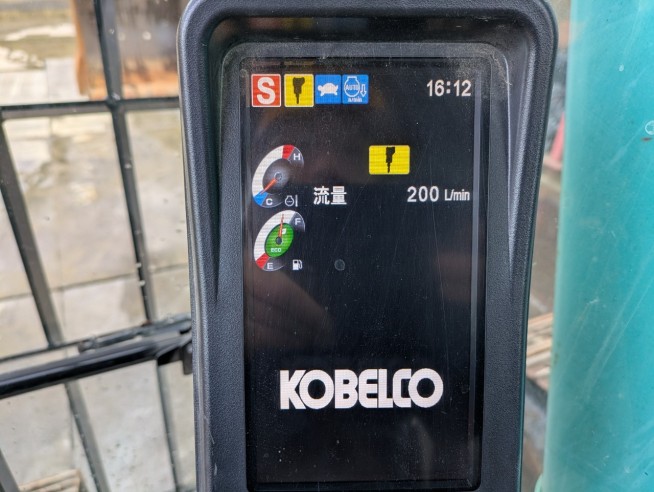 S AUTO 16:12
H
C 流量 200 L/min
F
eco
E
KOBELCO